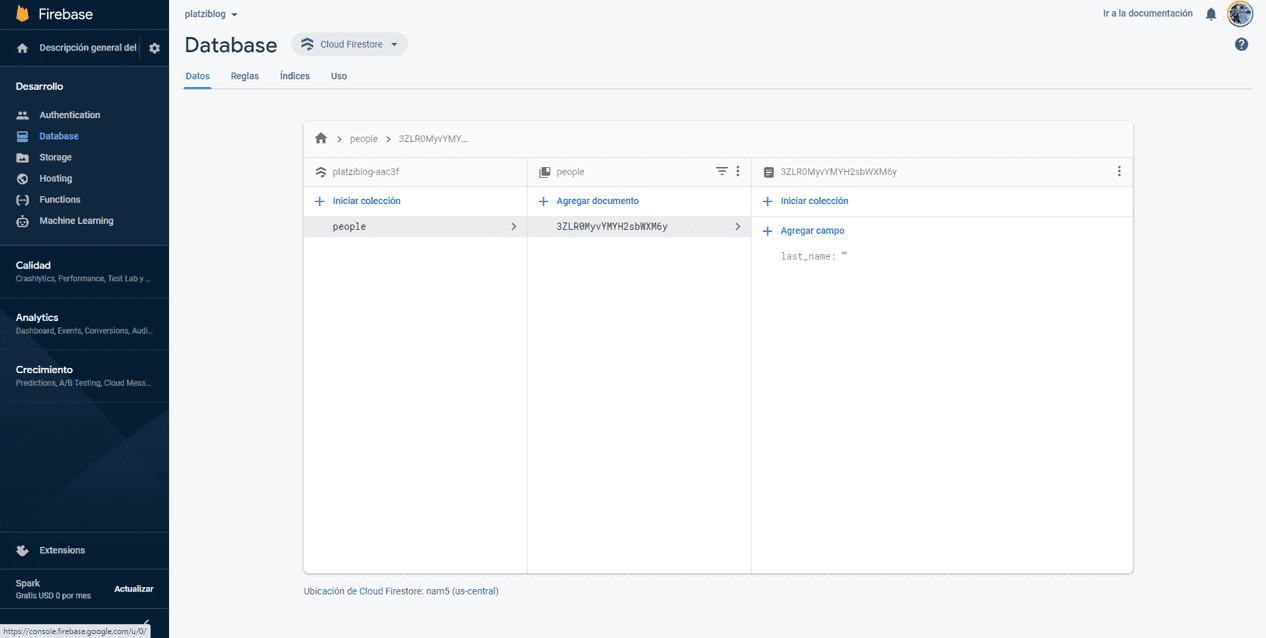 Firebase
Descripción general del
Desarrollo
Authentication
Database
Storage
Hosting
Functions
Machine Learning
Calidad
Crashlytics, Performance, Test Lab y ...
Analytics
Dashboard, Events, Conversions, Audi...
Crecimiento
Predictions, A/B Testing, Cloud Mess...
Extensions
Spark
Gratis USD 0 por mes
Actualizar
https://console.firebase.google.com/u/0/
platziblog
Ir a la documentación
Database
Cloud Firestore
Datos Reglas Índices Uso
people > 3ZLR0MyvYMY...
platziblog-aac3f
people
3ZLR0MyvYMYH2sbWXM6y
+ Iniciar colección
+ Agregar documento
+ Iniciar colección
people
3ZLR0MyvYMYH2sbWXM6y
+ Agregar campo
last_name: ""
Ubicación de Cloud Firestore: nam5 (us-central)